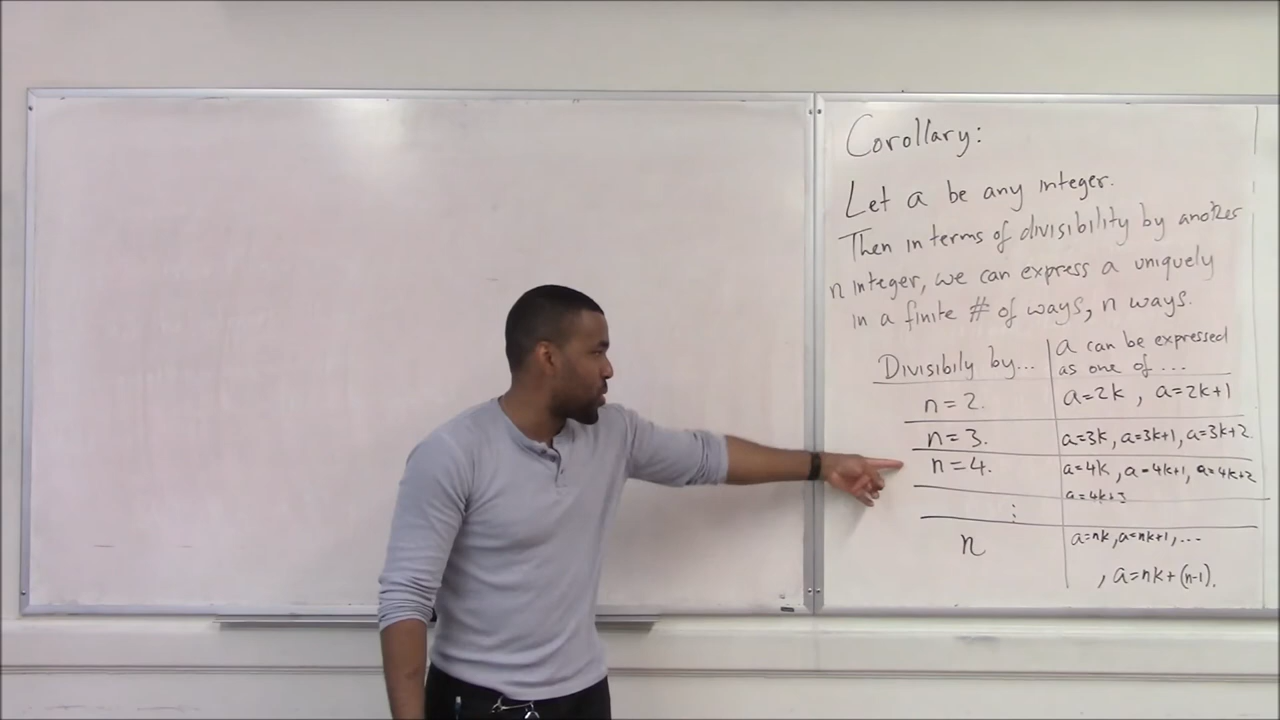 Corollary:
Let a be any integer.
Then in terms of divisibility by another
n integer, we can express a uniquely
in a finite # of ways, n ways.
Divisibily by... a can be expressed
as one of ...
n=2. a=2k, a=2k+1
n=3. a=3k, a=3k+1, a=3k+2.
n=4. a=4k, a=4k+1, a=4k+2
a=4k+3
⋮
n a=nk, a=nk+1, ...
, a=nk+(n-1).